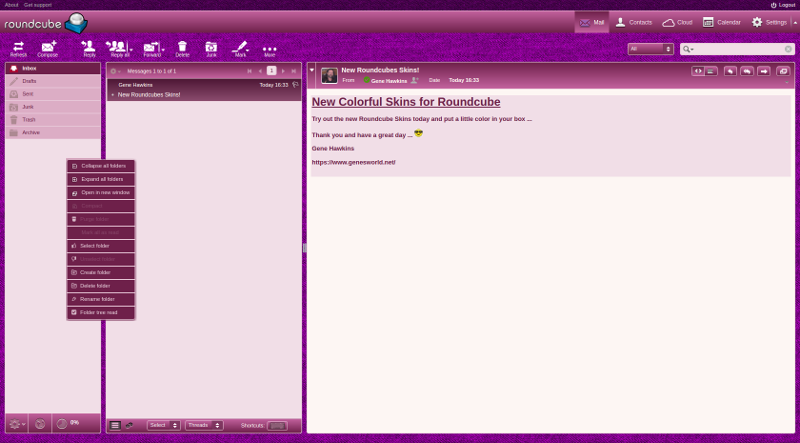 About Get support
Logout
roundcube
Mail Contacts Cloud Calendar Settings
Refresh Compose Reply Reply all Forward Delete Junk Mark More
All
Inbox
Drafts
Sent
Junk
Trash
Archive
Collapse all folders
Expand all folders
Open in new window
Select folder
Create folder
Delete folder
Rename folder
Folder tree read
0%
Messages 1 to 1 of 1
1
Gene Hawkins Today 16:33
New Roundcubes Skins!
Select Threads Shortcuts:
New Roundcubes Skins!
From Gene Hawkins Date Today 16:33
New Colorful Skins for Roundcube
Try out the new Roundcube Skins today and put a little color in your box ...
Thank you and have a great day ...
Gene Hawkins
https://www.genesworld.net/